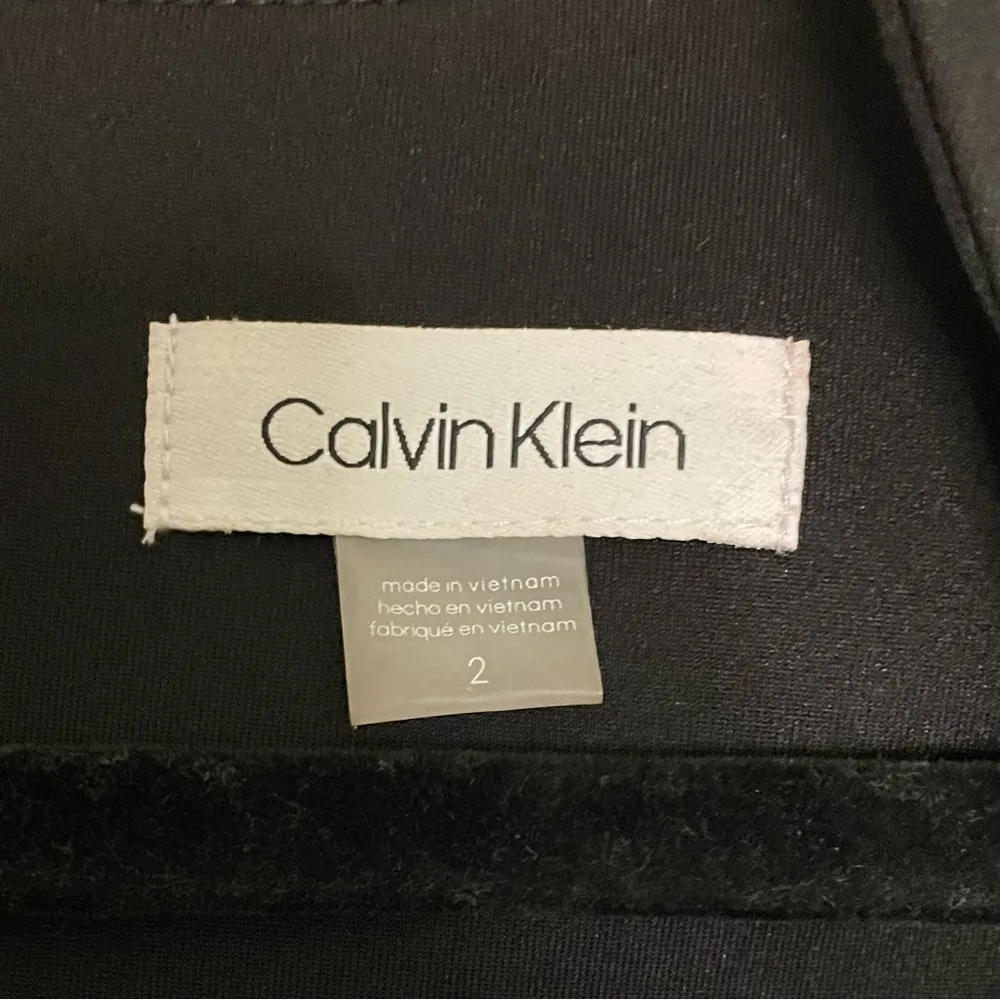 Calvin Klein
made in vietnam
hecho en vietnam
fabriqué en vietnam
2